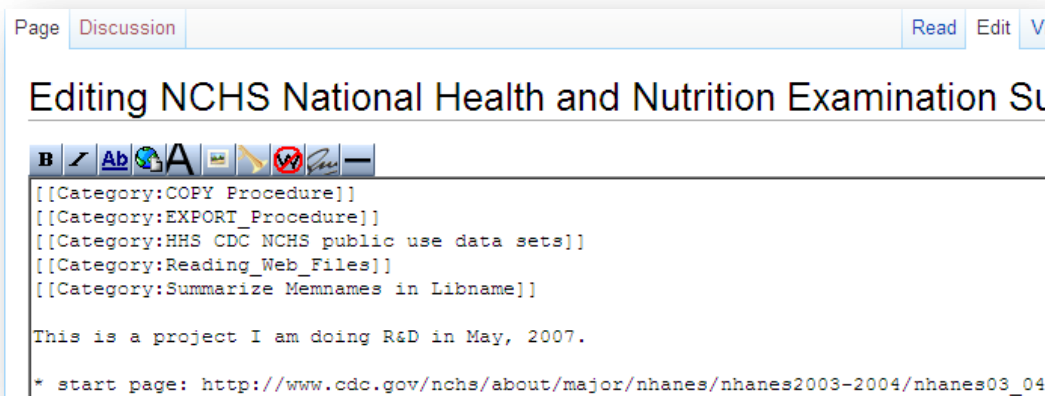 Page Discussion Read Edit V
Editing NCHS National Health and Nutrition Examination Su
B I Ab A W
[[Category:COPY Procedure]]
[[Category:EXPORT_Procedure]]
[[Category:HHS CDC NCHS public use data sets]]
[[Category:Reading_Web_Files]]
[[Category:Summarize Memnames in Libname]]
This is a project I am doing R&D in May, 2007.
* start page: http://www.cdc.gov/nchs/about/major/nhanes/nhanes2003-2004/nhanes03_04